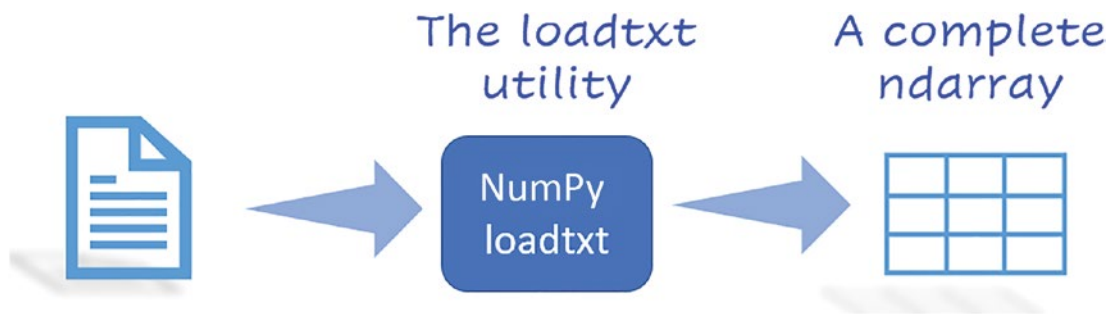 The loadtxt
utility
A complete
ndarray
NumPy
loadtxt